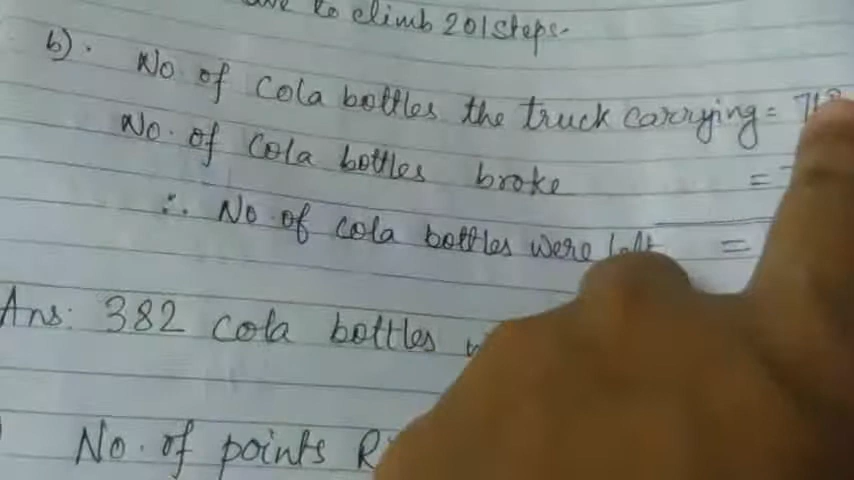 to climb 201 steps.
b). No. of cola bottles the truck carrying =
No. of cola bottles broke =
∴ No. of cola bottles were left =
Ans: 382 cola bottles
No. of points